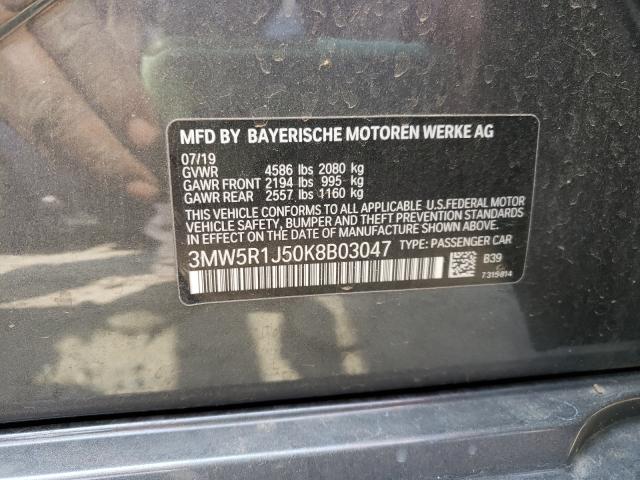 MFD BY BAYERISCHE MOTOREN WERKE AG
07/19
GVWR 4586 lbs 2080 kg
GAWR FRONT 2194 lbs 995 kg
GAWR REAR 2557 lbs 1160 kg
THIS VEHICLE CONFORMS TO ALL APPLICABLE U.S.FEDERAL MOTOR
VEHICLE SAFETY, BUMPER AND THEFT PREVENTION STANDARDS
IN EFFECT ON THE DATE OF MANUFACTURE SHOWN ABOVE.
3MW5R1J50K8B03047 TYPE: PASSENGER CAR
B39
7315814